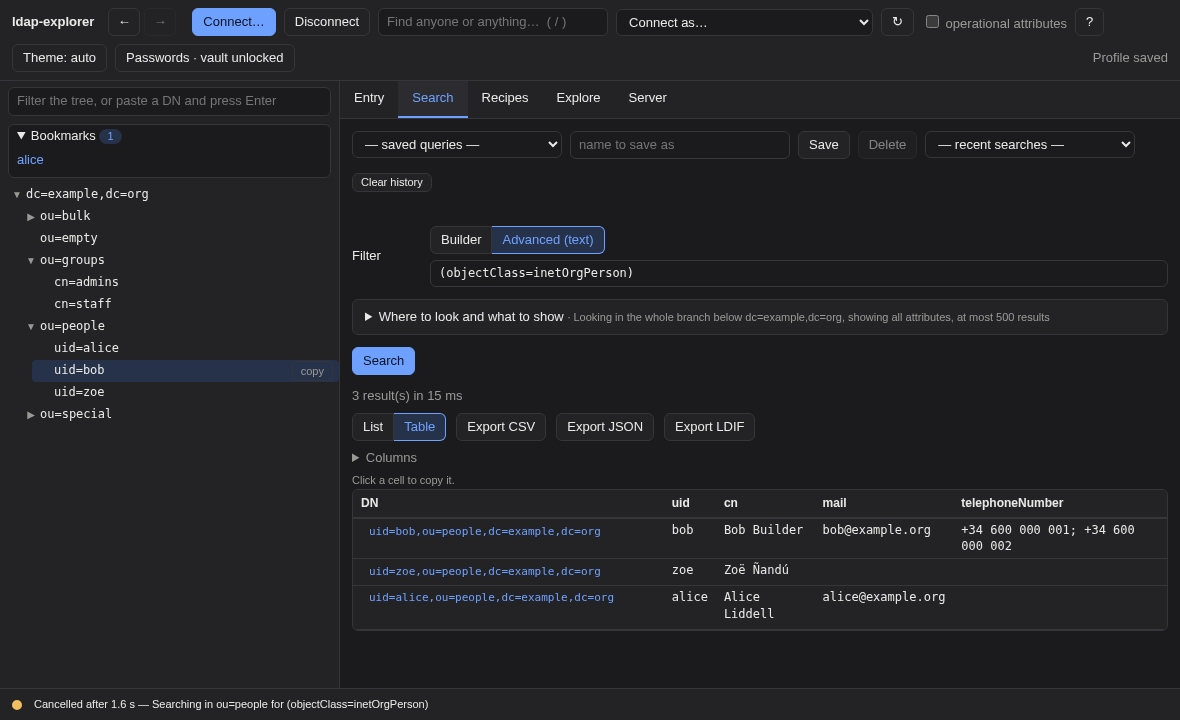 ldap-explorer ← → Connect… Disconnect Find anyone or anything… ( / ) Connect as… ↻ operational attributes ?
Theme: auto Passwords · vault unlocked Profile saved
Filter the tree, or paste a DN and press Enter
Bookmarks 1
alice
dc=example,dc=org
ou=bulk
ou=empty
ou=groups
cn=admins
cn=staff
ou=people
uid=alice
uid=bob copy
uid=zoe
ou=special
Entry Search Recipes Explore Server
— saved queries — name to save as Save Delete — recent searches —
Clear history
Builder Advanced (text)
Filter
(objectClass=inetOrgPerson)
Where to look and what to show · Looking in the whole branch below dc=example,dc=org, showing all attributes, at most 500 results
Search
3 result(s) in 15 ms
List Table Export CSV Export JSON Export LDIF
Columns
Click a cell to copy it.
DN uid cn mail telephoneNumber
uid=bob,ou=people,dc=example,dc=org bob Bob Builder bob@example.org +34 600 000 001; +34 600
000 002
uid=zoe,ou=people,dc=example,dc=org zoe Zoë Ñandú
uid=alice,ou=people,dc=example,dc=org alice Alice alice@example.org
Liddell
Cancelled after 1.6 s — Searching in ou=people for (objectClass=inetOrgPerson)